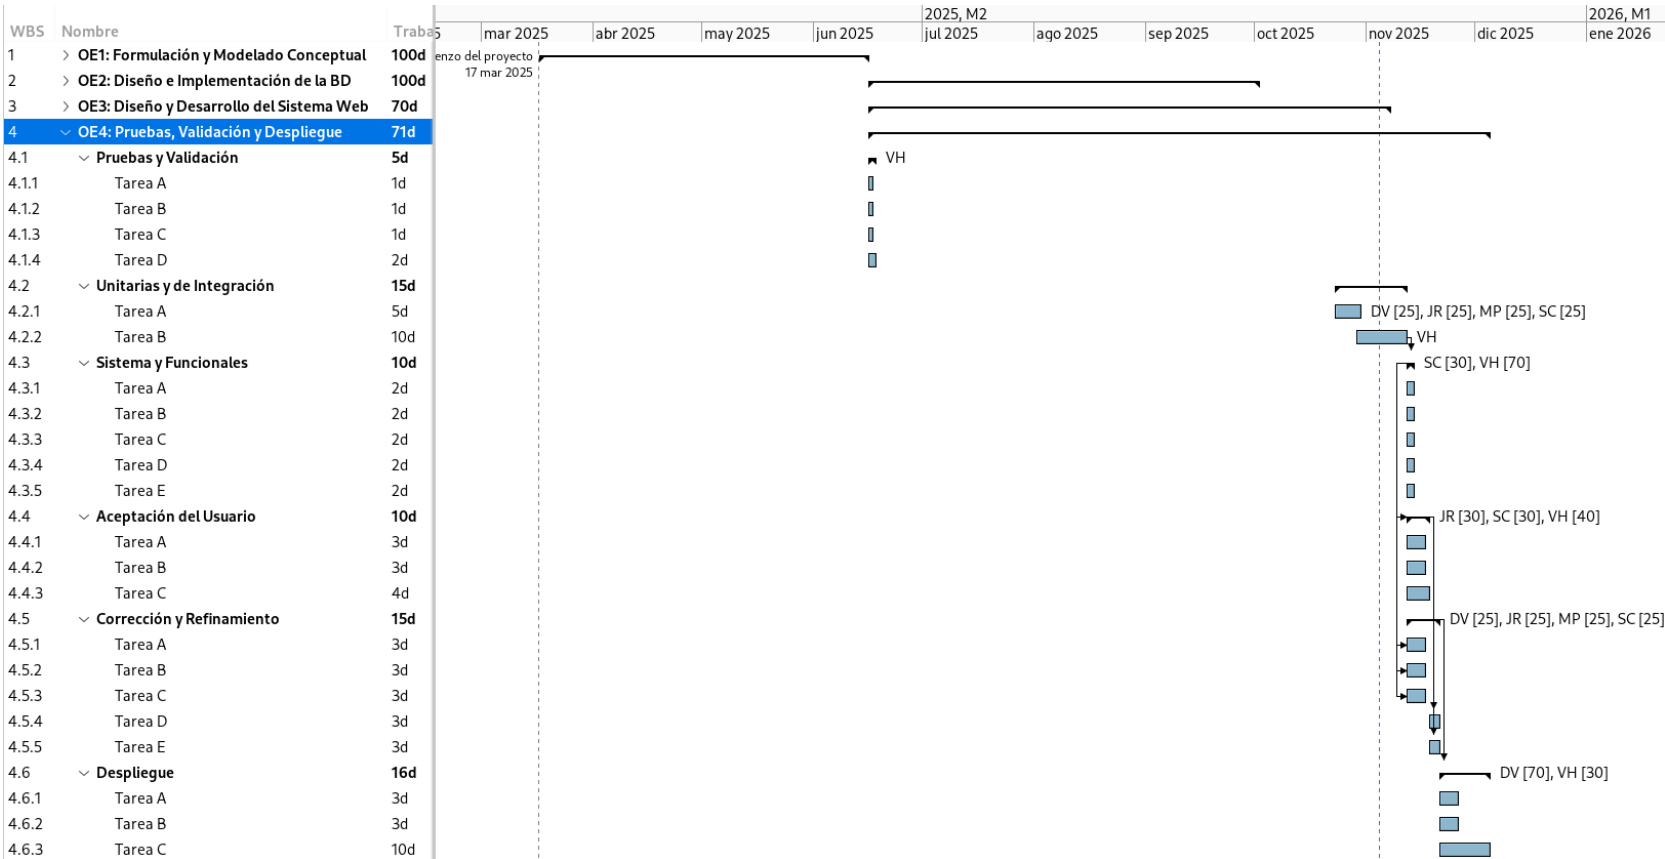 2025, M2 2026, M1
WBS Nombre Traba 5 mar 2025 abr 2025 may 2025 jun 2025 jul 2025 ago 2025 sep 2025 oct 2025 nov 2025 dic 2025 ene 2026
1 OE1: Formulación y Modelado Conceptual 100d enzo del proyecto
17 mar 2025
2 OE2: Diseño e Implementación de la BD 100d
3 OE3: Diseño y Desarrollo del Sistema Web 70d
4 OE4: Pruebas, Validación y Despliegue 71d
4.1 Pruebas y Validación 5d VH
4.1.1 Tarea A 1d
4.1.2 Tarea B 1d
4.1.3 Tarea C 1d
4.1.4 Tarea D 2d
4.2 Unitarias y de Integración 15d
4.2.1 Tarea A 5d DV [25], JR [25], MP [25], SC [25]
4.2.2 Tarea B 10d VH
4.3 Sistema y Funcionales 10d SC [30], VH [70]
4.3.1 Tarea A 2d
4.3.2 Tarea B 2d
4.3.3 Tarea C 2d
4.3.4 Tarea D 2d
4.3.5 Tarea E 2d
4.4 Aceptación del Usuario 10d JR [30], SC [30], VH [40]
4.4.1 Tarea A 3d
4.4.2 Tarea B 3d
4.4.3 Tarea C 4d
4.5 Corrección y Refinamiento 15d DV [25], JR [25], MP [25], SC [25]
4.5.1 Tarea A 3d
4.5.2 Tarea B 3d
4.5.3 Tarea C 3d
4.5.4 Tarea D 3d
4.5.5 Tarea E 3d
4.6 Despliegue 16d DV [70], VH [30]
4.6.1 Tarea A 3d
4.6.2 Tarea B 3d
4.6.3 Tarea C 10d